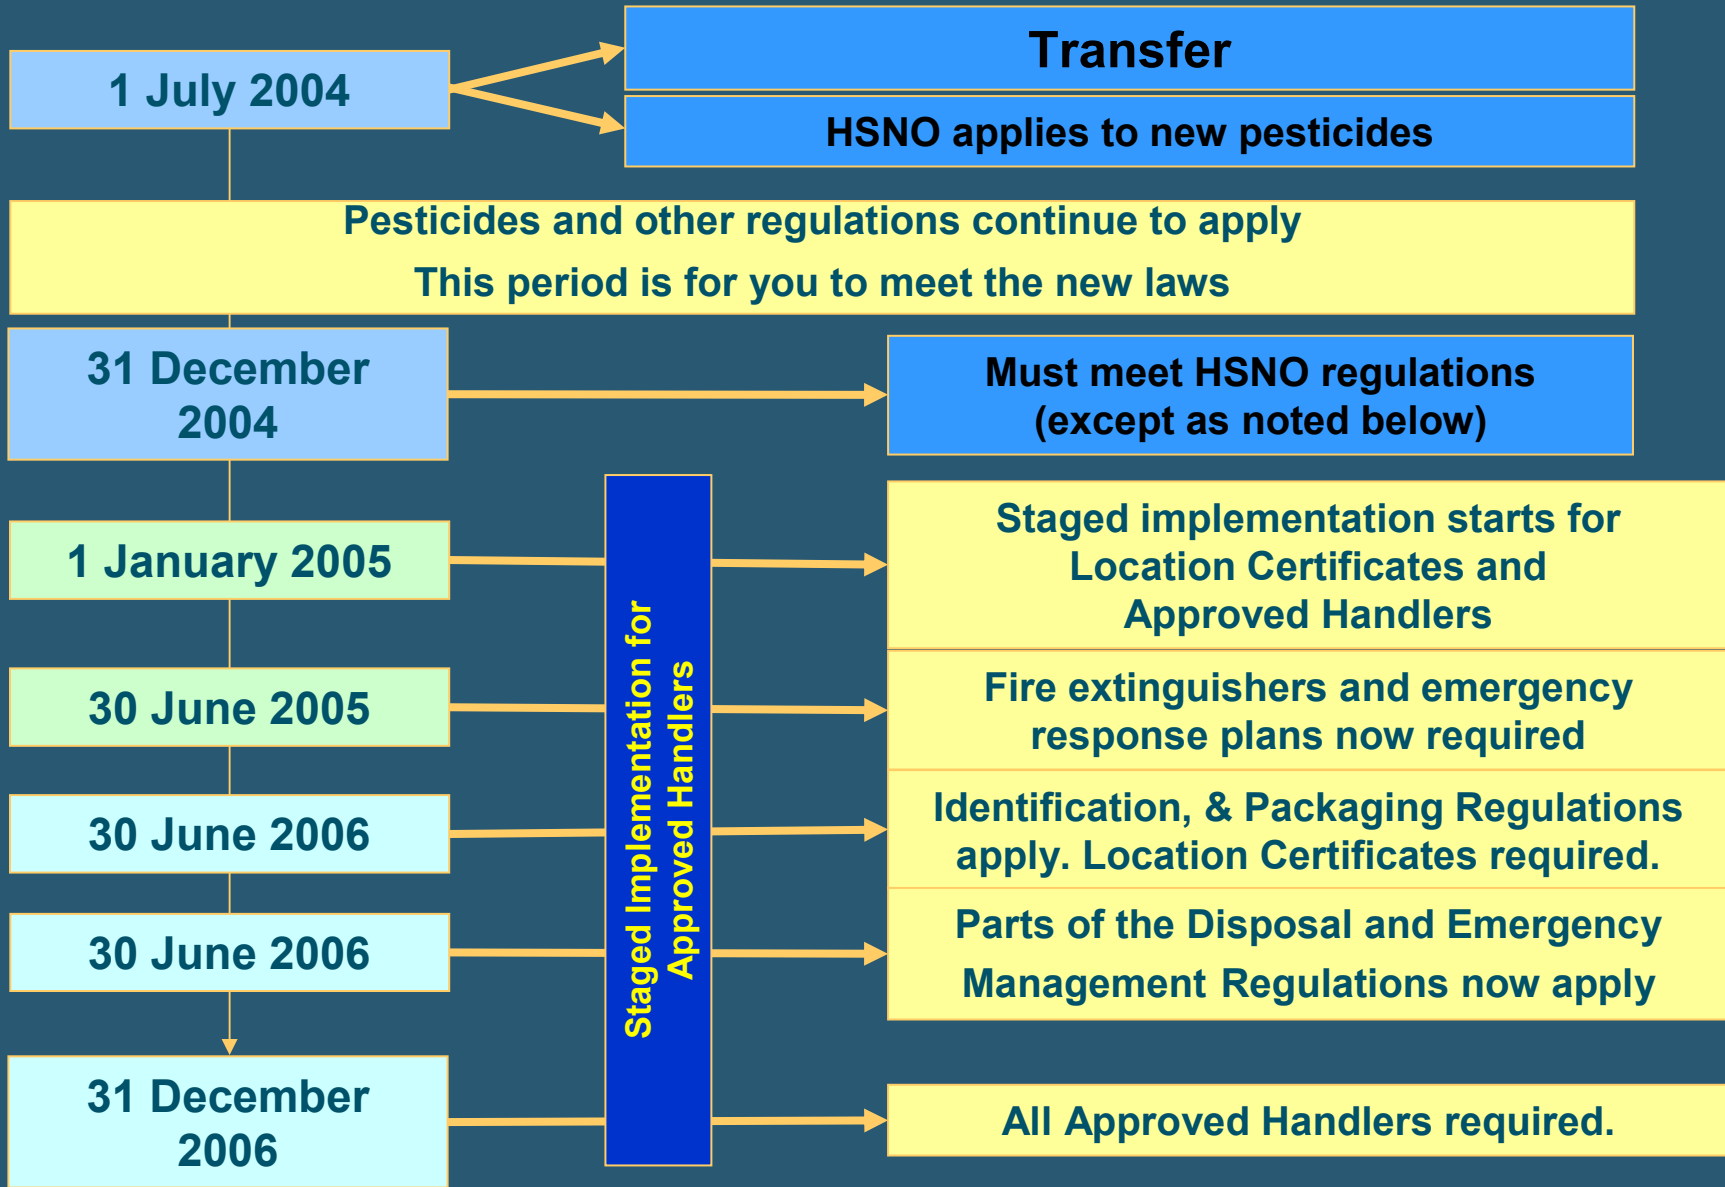 1 July 2004
Transfer
HSNO applies to new pesticides
Pesticides and other regulations continue to apply
This period is for you to meet the new laws
31 December
2004
Must meet HSNO regulations
(except as noted below)
Staged Implementation for
Approved Handlers
1 January 2005
Staged implementation starts for
Location Certificates and
Approved Handlers
30 June 2005
Fire extinguishers and emergency
response plans now required
30 June 2006
Identification, & Packaging Regulations
apply. Location Certificates required.
30 June 2006
Parts of the Disposal and Emergency
Management Regulations now apply
31 December
2006
All Approved Handlers required.